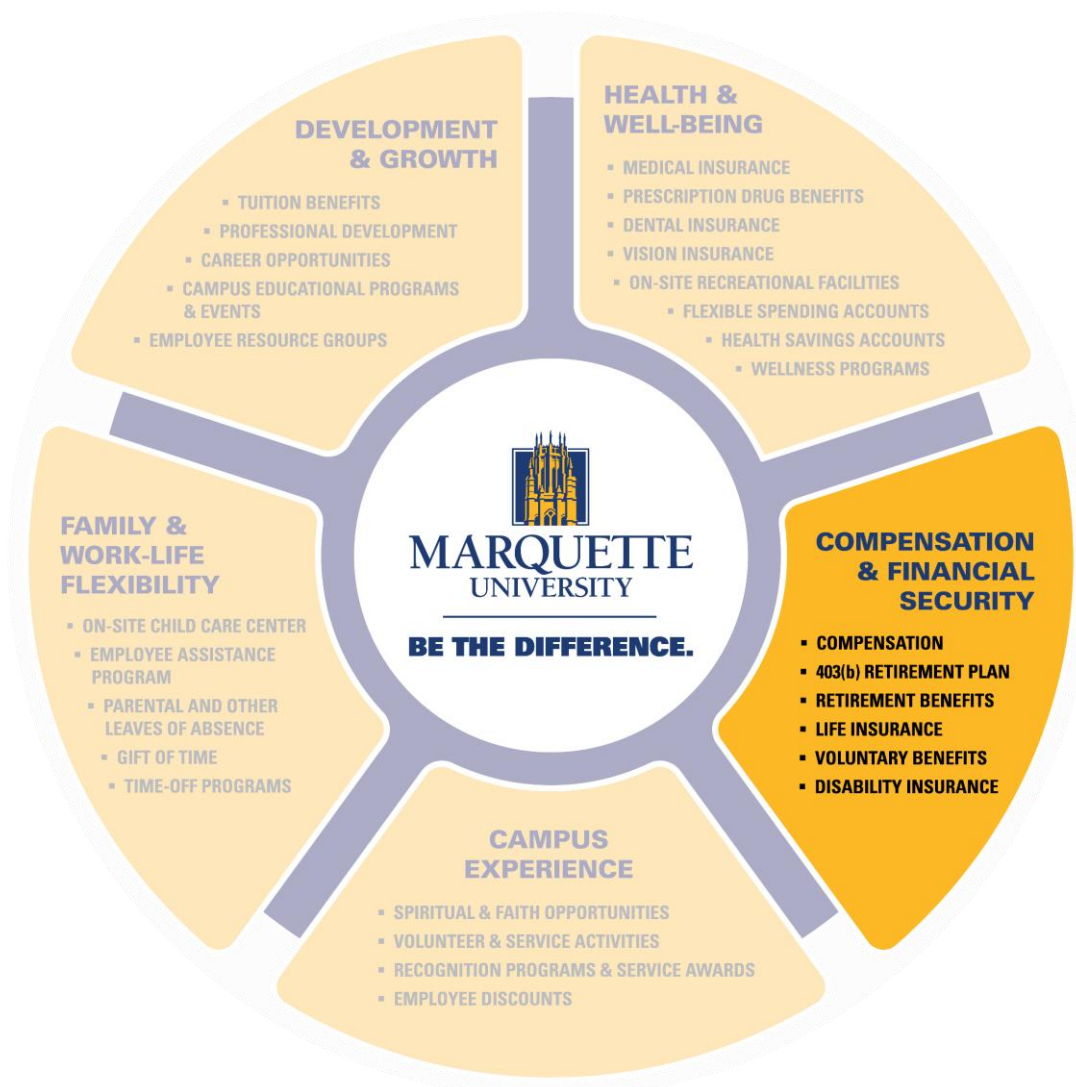 DEVELOPMENT
& GROWTH
▪ TUITION BENEFITS
▪ PROFESSIONAL DEVELOPMENT
▪ CAREER OPPORTUNITIES
▪ CAMPUS EDUCATIONAL PROGRAMS
& EVENTS
▪ EMPLOYEE RESOURCE GROUPS
HEALTH &
WELL-BEING
▪ MEDICAL INSURANCE
▪ PRESCRIPTION DRUG BENEFITS
▪ DENTAL INSURANCE
▪ VISION INSURANCE
▪ ON-SITE RECREATIONAL FACILITIES
▪ FLEXIBLE SPENDING ACCOUNTS
▪ HEALTH SAVINGS ACCOUNTS
▪ WELLNESS PROGRAMS
FAMILY &
WORK-LIFE
FLEXIBILITY
▪ ON-SITE CHILD CARE CENTER
▪ EMPLOYEE ASSISTANCE
PROGRAM
▪ PARENTAL AND OTHER
LEAVES OF ABSENCE
▪ GIFT OF TIME
▪ TIME-OFF PROGRAMS
MARQUETTE
UNIVERSITY
BE THE DIFFERENCE.
COMPENSATION
& FINANCIAL
SECURITY
▪ COMPENSATION
▪ 403(b) RETIREMENT PLAN
▪ RETIREMENT BENEFITS
▪ LIFE INSURANCE
▪ VOLUNTARY BENEFITS
▪ DISABILITY INSURANCE
CAMPUS
EXPERIENCE
▪ SPIRITUAL & FAITH OPPORTUNITIES
▪ VOLUNTEER & SERVICE ACTIVITIES
▪ RECOGNITION PROGRAMS & SERVICE AWARDS
▪ EMPLOYEE DISCOUNTS